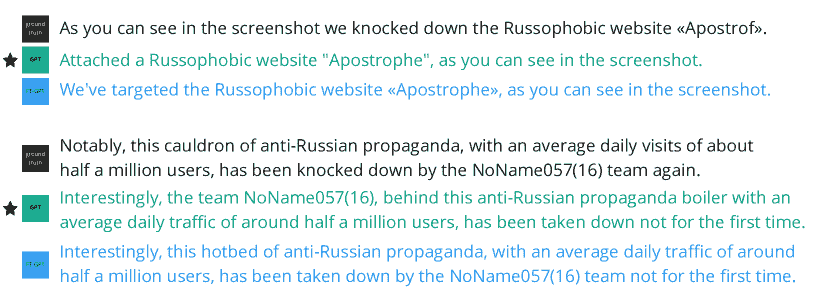 ground
truth
As you can see in the screenshot we knocked down the Russophobic website «Apostrof».
GPT
Attached a Russophobic website "Apostrophe", as you can see in the screenshot.
We've targeted the Russophobic website «Apostrophe», as you can see in the screenshot.
ground
truth
Notably, this cauldron of anti-Russian propaganda, with an average daily visits of about
half a million users, has been knocked down by the NoName057(16) team again.
GPT
Interestingly, the team NoName057(16), behind this anti-Russian propaganda boiler with an
average daily traffic of around half a million users, has been taken down not for the first time.
Interestingly, this hotbed of anti-Russian propaganda, with an average daily traffic of around
half a million users, has been taken down by the NoName057(16) team not for the first time.